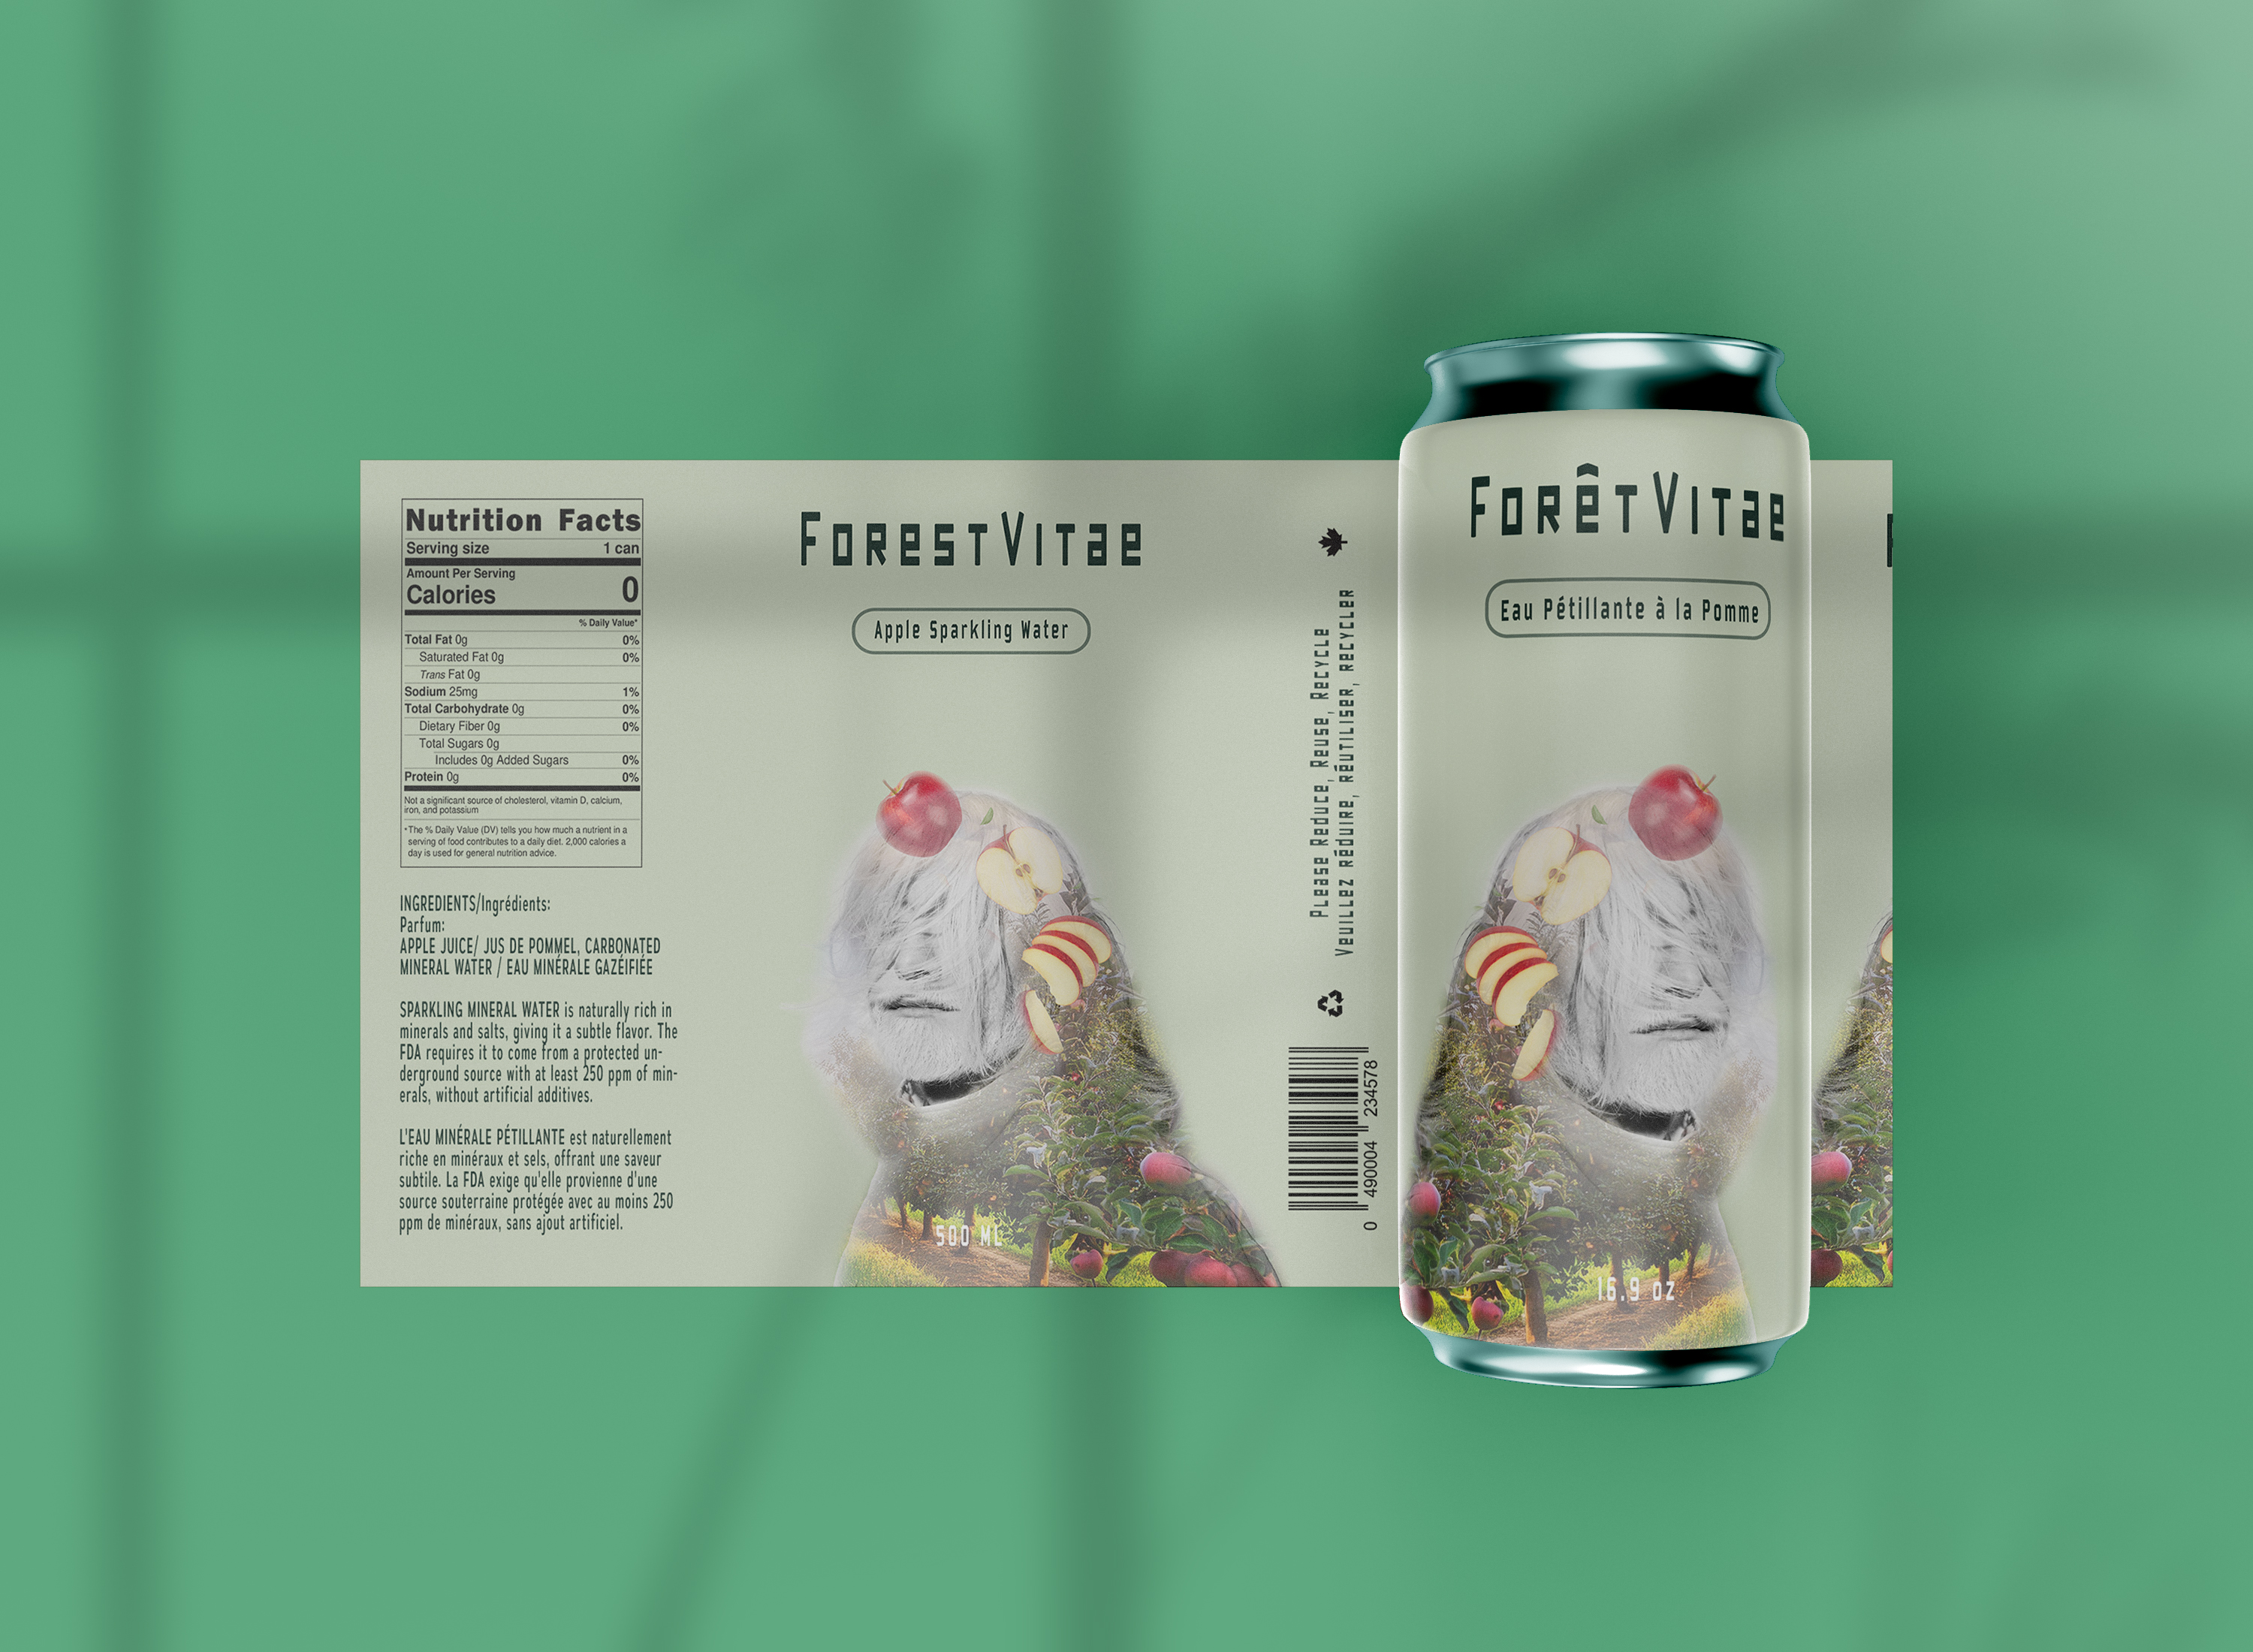 Nutrition Facts
Serving size 1 can
Amount Per Serving
Calories 0
% Daily Value*
Total Fat 0g 0%
Saturated Fat 0g 0%
Trans Fat 0g
Sodium 25mg 1%
Total Carbohydrate 0g 0%
Dietary Fiber 0g 0%
Total Sugars 0g
Includes 0g Added Sugars 0%
Protein 0g 0%
Not a significant source of cholesterol, vitamin D, calcium,
iron, and potassium
*The % Daily Value (DV) tells you how much a nutrient in a
serving of food contributes to a daily diet. 2,000 calories a
day is used for general nutrition advice.
INGREDIENTS/Ingrédients:
Parfum:
APPLE JUICE/ JUS DE POMMEL, CARBONATED
MINERAL WATER / EAU MINÉRALE GAZÉIFIÉE
SPARKLING MINERAL WATER is naturally rich in
minerals and salts, giving it a subtle flavor. The
FDA requires it to come from a protected un-
derground source with at least 250 ppm of min-
erals, without artificial additives.
L'EAU MINÉRALE PÉTILLANTE est naturellement
riche en minéraux et sels, offrant une saveur
subtile. La FDA exige qu'elle provienne d'une
source souterraine protégée avec au moins 250
ppm de minéraux, sans ajout artificiel.
ForestVitae
Apple Sparkling Water
500 ML
Please Reduce, Reuse, Recycle
Veuillez réduire, réutiliser, recycler
0 490004 234578
ForêtVitae
Eau Pétillante à la Pomme
16.9 oz